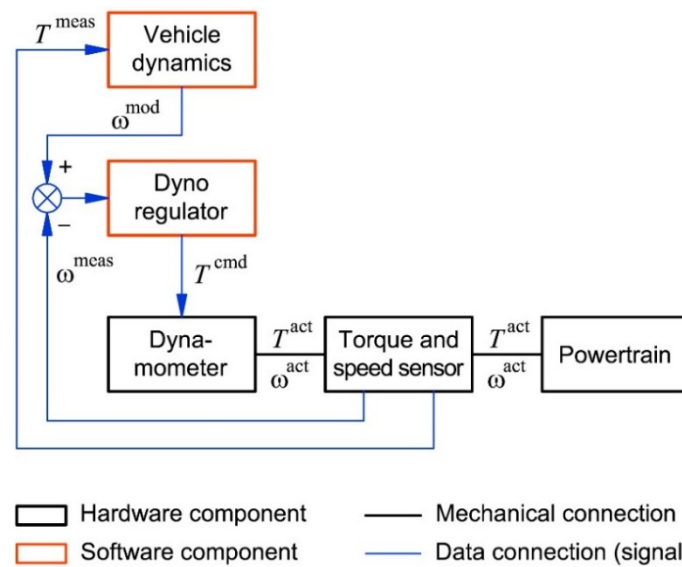 T^meas
Vehicle
dynamics
ω^mod
+
Dyno
regulator
−
ω^meas
T^cmd
Dyna-
mometer
T^act
ω^act
Torque and
speed sensor
T^act
ω^act
Powertrain
Hardware component
Mechanical connection
Software component
Data connection (signal